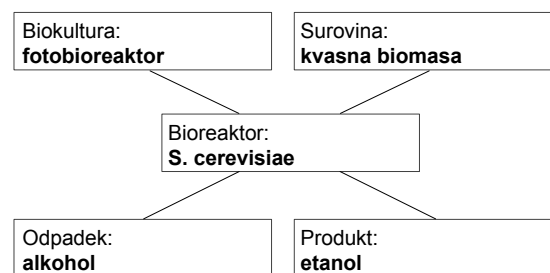 Biokultura:
fotobioreaktor
Surovina:
kvasna biomasa
Bioreaktor:
S. cerevisiae
Odpadek:
alkohol
Produkt:
etanol